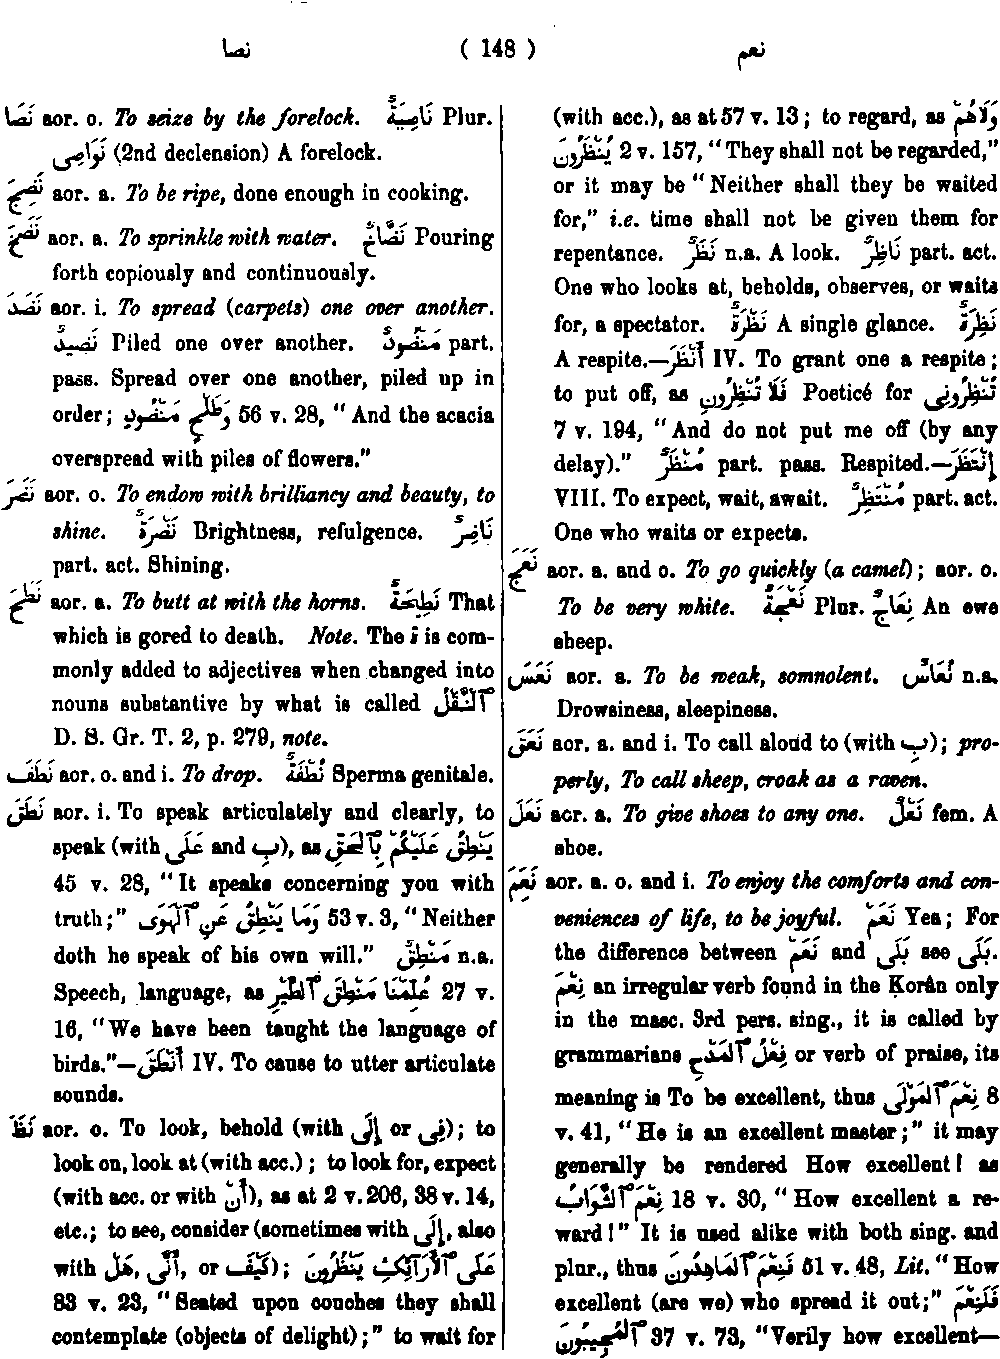 نصا ( 148 ) نعم
نَصَا aor. o. To seize by the forelock. نَاصِيَةٌ Plur.
نَوَاصِى (2nd declension) A forelock.
نَضِجَ aor. a. To be ripe, done enough in cooking.
نَضَخَ aor. a. To sprinkle with water. نَضَّاخٌ Pouring
forth copiously and continuously.
نَضَدَ aor. i. To spread (carpets) one over another.
نَضِيدٌ Piled one over another. مَنْضُودٌ part.
pass. Spread over one another, piled up in
order; وَطَلْحٍ مَنْضُودٍ 56 v. 28, "And the acacia
overspread with piles of flowers."
نَضَرَ aor. o. To endow with brilliancy and beauty, to
shine. نَضْرَةٌ Brightness, refulgence. نَاضِرٌ
part. act. Shining.
نَطَحَ aor. a. To butt at with the horns. نَطِيحَةٌ That
which is gored to death. Note. The ة is com-
monly added to adjectives when changed into
nouns substantive by what is called ٱلنَّقْلُ
D. S. Gr. T. 2, p. 279, note.
نَطَفَ aor. o. and i. To drop. نُطْفَةٌ Sperma genitale.
نَطَقَ aor. i. To speak articulately and clearly, to
speak (with عَلَى and بِ), as يَنْطِقُ عَلَيْكُمْ بِٱلْحَقِّ
45 v. 28, "It speaks concerning you with
truth;" وَمَا يَنْطِقُ عَنِ ٱلْهَوَى 53 v. 3, "Neither
doth he speak of his own will." مَنْطِقٌ n.a.
Speech, language, as عُلِّمْنَا مَنْطِقَ ٱلطَّيْرِ 27 v.
16, "We have been taught the language of
birds."—أَنْطَقَ IV. To cause to utter articulate
sounds.
نَظَرَ aor. o. To look, behold (with إِلَى or فِى); to
look on, look at (with acc.); to look for, expect
(with acc. or with أَنْ), as at 2 v. 206, 38 v. 14,
etc.; to see, consider (sometimes with إِلَى, also
with هَلْ, أَنَّى, or كَيْفَ); عَلَى ٱلْأَرَآئِكِ يَنْظُرُونَ
83 v. 23, "Seated upon couches they shall
contemplate (objects of delight);" to wait for
(with acc.), as at 57 v. 13; to regard, as وَلَاهُمْ
يُنْظَرُونَ 2 v. 157, "They shall not be regarded,"
or it may be "Neither shall they be waited
for," i.e. time shall not be given them for
repentance. نَظَرٌ n.a. A look. نَاظِرٌ part. act.
One who looks at, beholds, observes, or waits
for, a spectator. نَظْرَةٌ A single glance. نَظِرَةٌ
A respite.—أَنْظَرَ IV. To grant one a respite;
to put off, as فَلَا تُنْظِرُونِ Poeticé for تُنْظِرُونِى
7 v. 194, "And do not put me off (by any
delay)." مُنْظَرٌ part. pass. Respited.—إِنْتَظَرَ
VIII. To expect, wait, await. مُنْتَظِرٌ part. act.
One who waits or expects.
نَعَجَ aor. a. and o. To go quickly (a camel); aor. o.
To be very white. نَعْجَةٌ Plur. نِعَاجٌ An ewe
sheep.
نَعَسَ aor. a. To be weak, somnolent. نُعَاسٌ n.a.
Drowsiness, sleepiness.
نَعَقَ aor. a. and i. To call aloud to (with بِ); pro-
perly, To call sheep, croak as a raven.
نَعَلَ aor. a. To give shoes to any one. نَعْلٌ fem. A
shoe.
نَعَمَ aor. a. o. and i. To enjoy the comforts and con-
veniences of life, to be joyful. نَعَمْ Yea; For
the difference between نَعَمْ and بَلَى see بَلَى.
نِعْمَ an irregular verb found in the Ḳorân only
in the masc. 3rd pers. sing., it is called by
grammarians فِعْلُ ٱلْمَدْحِ or verb of praise, its
meaning is To be excellent, thus نِعْمَ ٱلْمَوْلَى 8
v. 41, "He is an excellent master;" it may
generally be rendered How excellent! as
نِعْمَ ٱلثَّوَابُ 18 v. 30, "How excellent a re-
ward!" It is used alike with both sing. and
plur., thus فَنِعْمَ ٱلْمَاهِدُونَ 51 v. 48, Lit. "How
excellent (are we) who spread it out;" فَلَنِعْمَ
ٱلْمُجِيبُونَ 37 v. 73, "Verily how excellent—